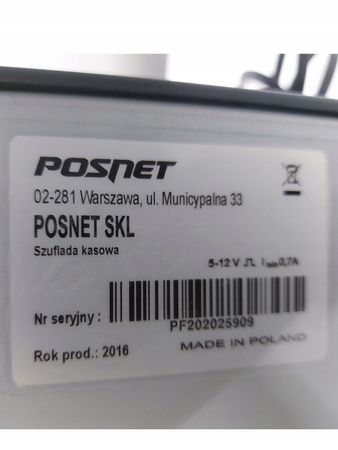 POSNET
02-281 Warszawa, ul. Municypalna 33
POSNET SKL
Szuflada kasowa
5-12 V ⎍ Imin 0,7A
Nr seryjny :
PF202025909
Rok prod.: 2016
MADE IN POLAND